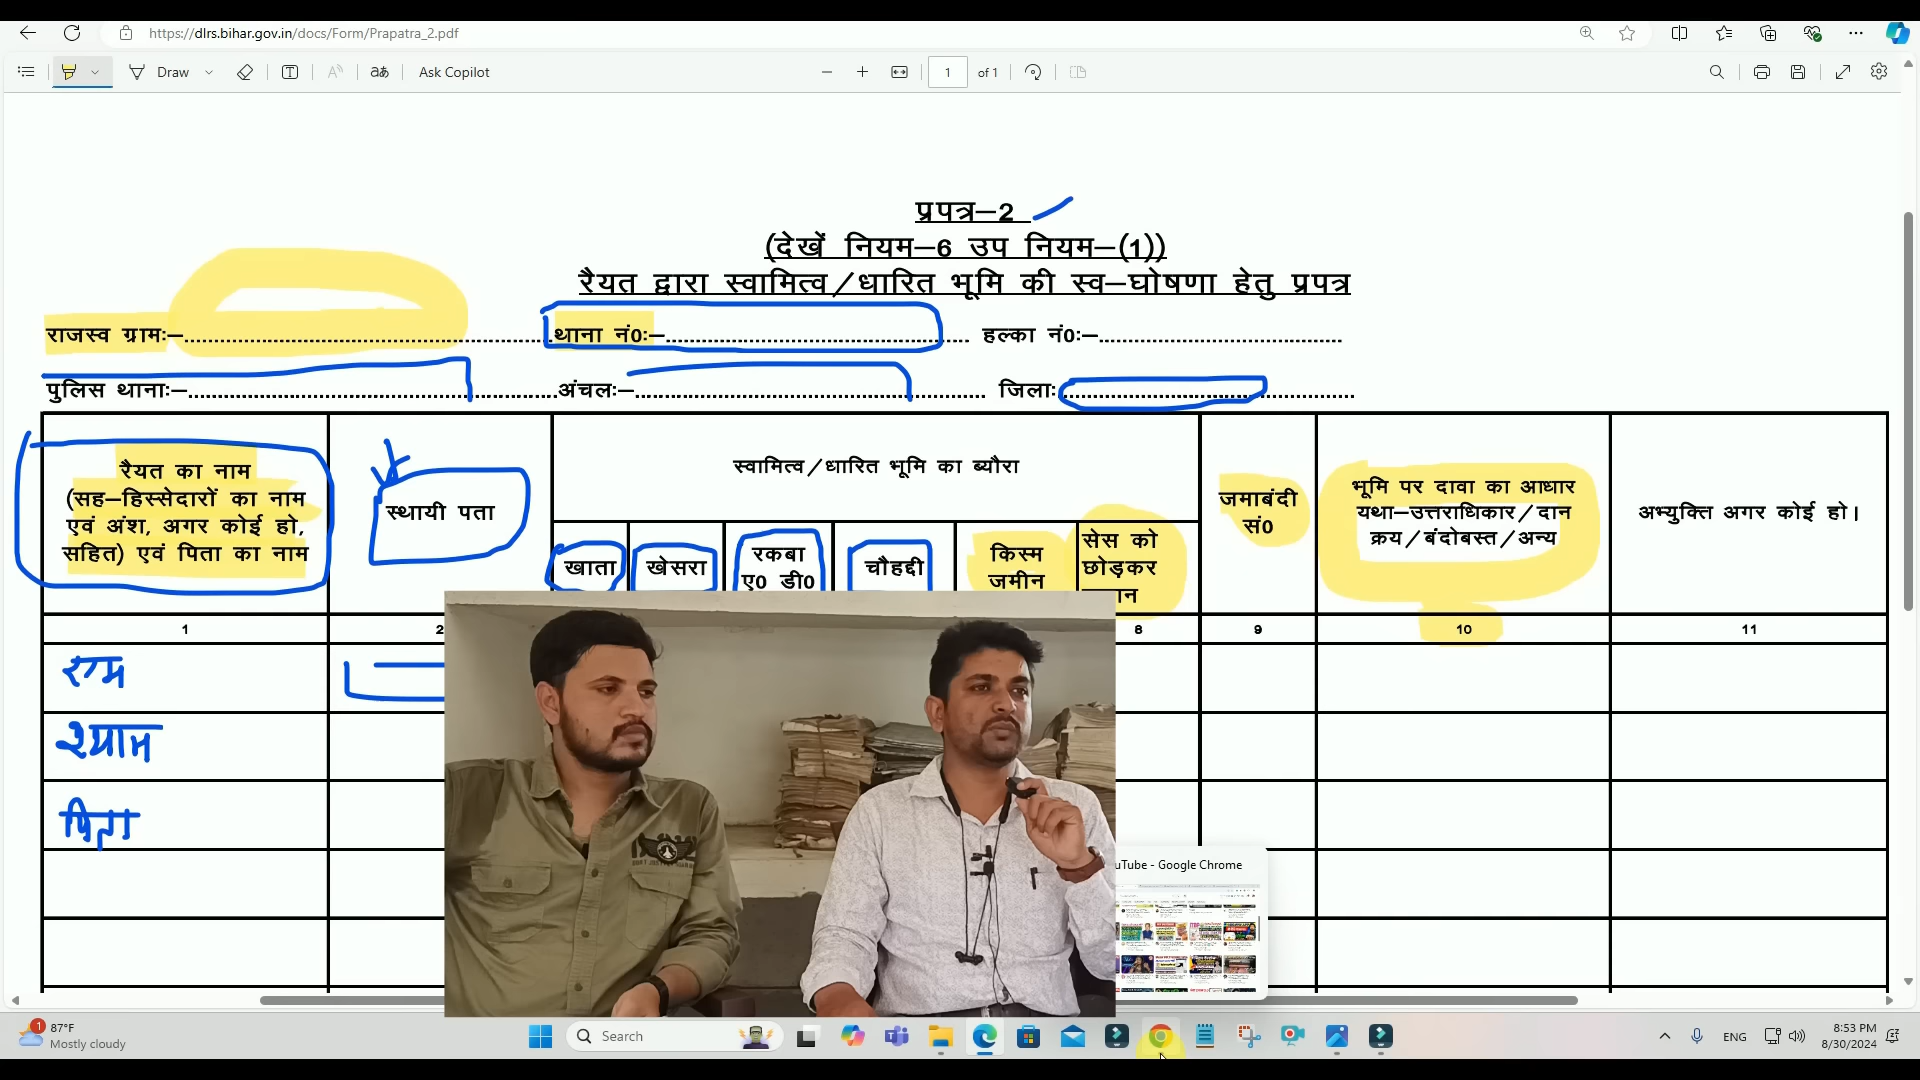 https://dlrs.bihar.gov.in/docs/Form/Prapatra_2.pdf
Draw
Ask Copilot
1 of 1
प्रपत्र–2
(देखें नियम–6 उप नियम–(1))
रैयत द्वारा स्वामित्व/धारित भूमि की स्व–घोषणा हेतु प्रपत्र
राजस्व ग्रामः–........ थाना नं0ः–........ हल्का नं0ः–........
पुलिस थानाः–........ अंचलः–........ जिलाः........
रैयत का नाम
(सह–हिस्सेदारों का नाम
एवं अंश, अगर कोई हो,
सहित) एवं पिता का नाम
स्थायी पता
स्वामित्व/धारित भूमि का ब्यौरा
खाता
खेसरा
रकबा
ए0 डी0
चौहद्दी
किस्म
जमीन
सेस को
छोड़कर
जमाबंदी
सं0
भूमि पर दावा का आधार
यथा–उत्तराधिकार/दान
क्रय/बंदोबस्त/अन्य
अभ्युक्ति अगर कोई हो।
1 2 8 9 10 11
राम
श्याम
पिता
uTube - Google Chrome
1
87°F
Mostly cloudy
Search
ENG
8:53 PM
8/30/2024